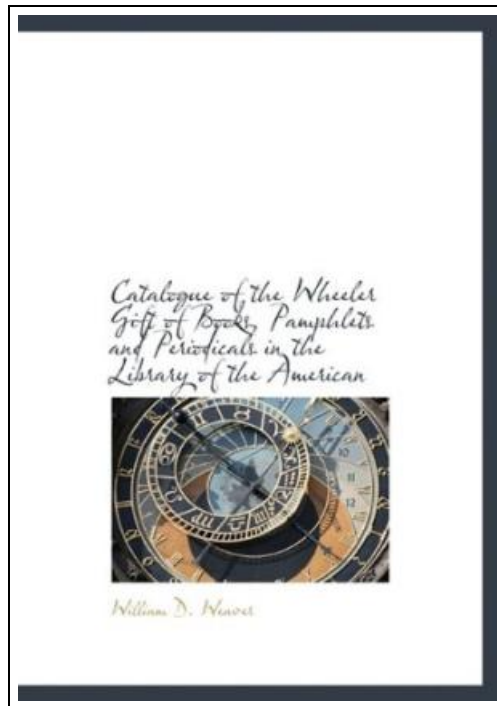 Catalogue of the Wheeler
Gift of Books, Pamphlets
and Periodicals in the
Library of the American
William D. Weaver